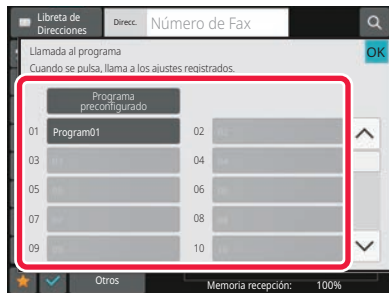 Libreta de
Direcciones
Direcc.
Número de Fax
Llamada al programa
OK
Cuando se pulsa, llama a los ajustes registrados.
Programa
preconfigurado
01 Program01 02
03 04
05 06
07 08
09 10
Otros
Memoria recepción: 100%